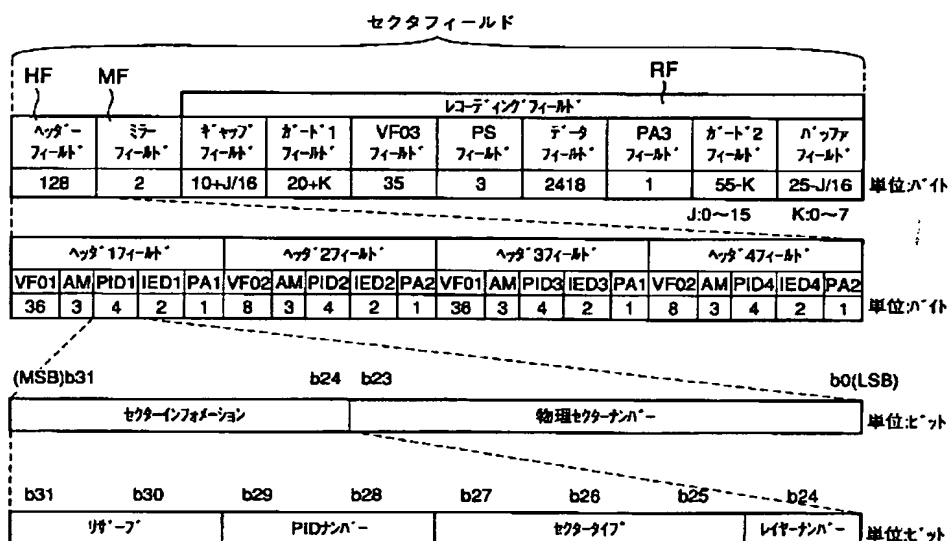 セクタフィールド
HF MF RF
レコーディングフィールド
ヘッダーフィールド ミラーフィールド ギャップフィールド ガード1フィールド VF03フィールド PSフィールド データフィールド PA3フィールド ガード2フィールド バッファフィールド
128 2 10+J/16 20+K 35 3 2418 1 55-K 25-J/16 単位:バイト
J:0〜15 K:0〜7
ヘッダ1フィールド ヘッダ2フィールド ヘッダ3フィールド ヘッダ4フィールド
VF01 AM PID1 IED1 PA1 VF02 AM PID2 IED2 PA2 VF01 AM PID3 IED3 PA1 VF02 AM PID4 IED4 PA2
36 3 4 2 1 8 3 4 2 1 36 3 4 2 1 8 3 4 2 1 単位:バイト
(MSB)b31 b24 b23 b0(LSB)
セクターインフォメーション 物理セクターナンバー 単位:ビット
b31 b30 b29 b28 b27 b26 b25 b24
リザーブ PIDナンバー セクタータイプ レイヤーナンバー 単位:ビット